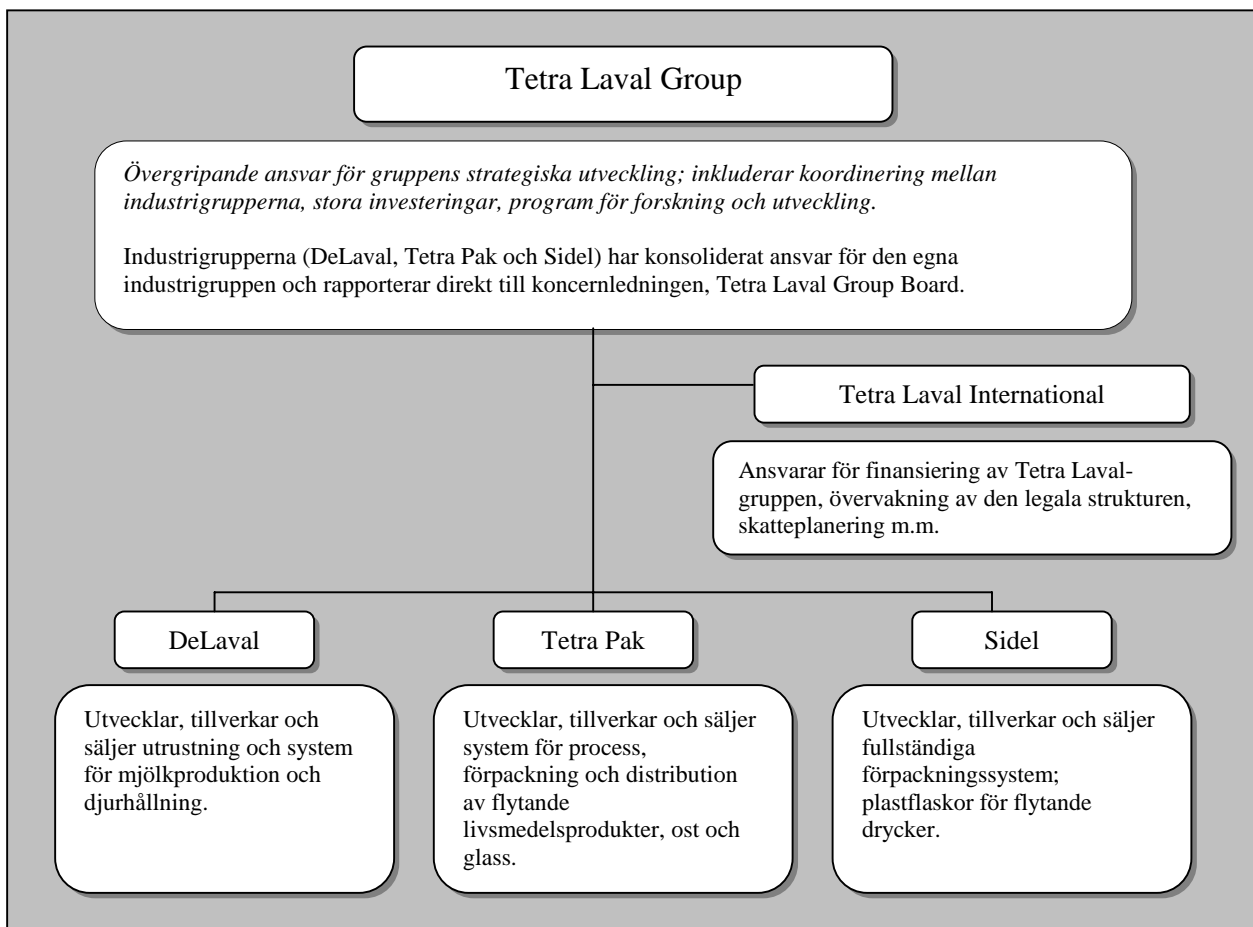 Tetra Laval Group
Övergripande ansvar för gruppens strategiska utveckling; inkluderar koordinering mellan
industrigrupperna, stora investeringar, program för forskning och utveckling.
Industrigrupperna (DeLaval, Tetra Pak och Sidel) har konsoliderat ansvar för den egna
industrigruppen och rapporterar direkt till koncernledningen, Tetra Laval Group Board.
Tetra Laval International
Ansvarar för finansiering av Tetra Laval-
gruppen, övervakning av den legala strukturen,
skatteplanering m.m.
DeLaval
Utvecklar, tillverkar och
säljer utrustning och system
för mjölkproduktion och
djurhållning.
Tetra Pak
Utvecklar, tillverkar och säljer
system för process,
förpackning och distribution
av flytande
livsmedelsprodukter, ost och
glass.
Sidel
Utvecklar, tillverkar och säljer
fullständiga
förpackningssystem;
plastflaskor för flytande
drycker.